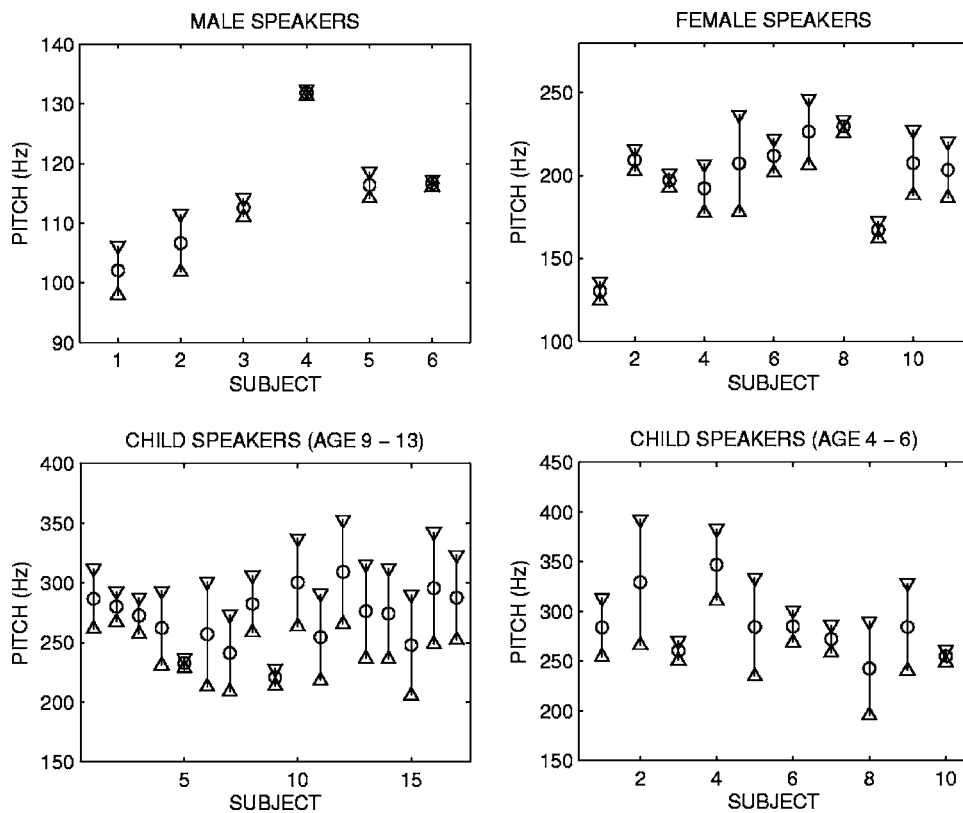 MALE SPEAKERS
140
130
120
110
100
90
PITCH (Hz)
1 2 3 4 5 6
SUBJECT
FEMALE SPEAKERS
250
200
150
100
PITCH (Hz)
2 4 6 8 10
SUBJECT
CHILD SPEAKERS (AGE 9 – 13)
400
350
300
250
200
150
PITCH (Hz)
5 10 15
SUBJECT
CHILD SPEAKERS (AGE 4 – 6)
450
400
350
300
250
200
150
PITCH (Hz)
2 4 6 8 10
SUBJECT